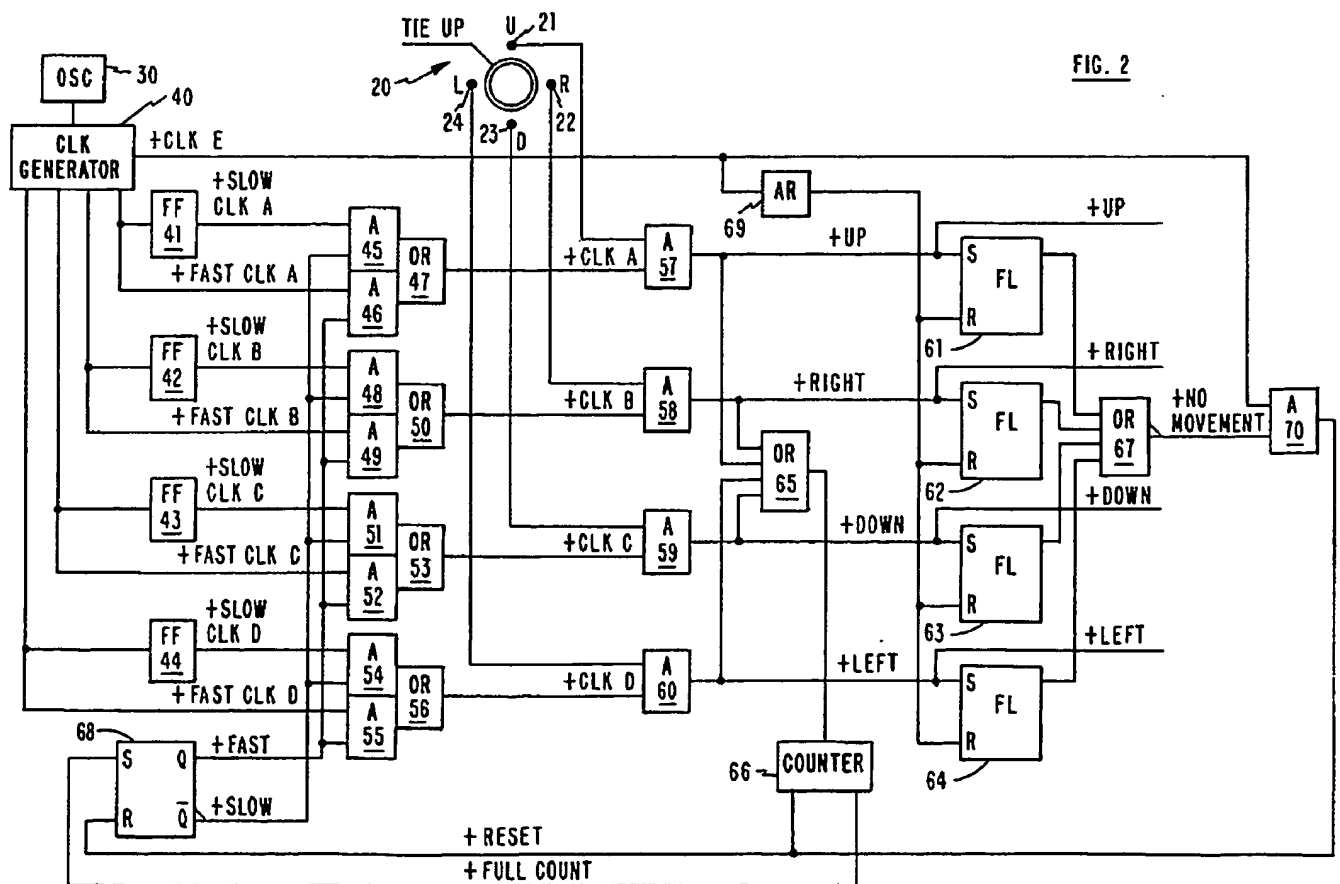 TIE UP
U
21
FIG. 2
OSC
30
20
L
R
24
23
D
22
40
CLK
GENERATOR
+CLK E
+SLOW
CLK A
FF
41
A
45
AR
69
+UP
+UP
A
57
+FAST CLK A
OR
47
+CLK A
S
FL
R
61
A
46
+SLOW
CLK B
FF
42
A
48
+RIGHT
+RIGHT
A
58
+FAST CLK B
OR
50
+CLK B
S
FL
R
62
A
49
OR
65
OR
67
+NO
MOVEMENT
A
70
+SLOW
CLK C
FF
43
A
51
+DOWN
+DOWN
A
59
+FAST CLK C
OR
53
+CLK C
S
FL
R
63
A
52
+SLOW
CLK D
FF
44
A
54
+LEFT
+LEFT
A
60
+FAST CLK D
OR
56
+CLK D
S
FL
R
64
A
55
68
S
Q
+FAST
R
Q̅
+SLOW
66
COUNTER
+ RESET
+ FULL COUNT